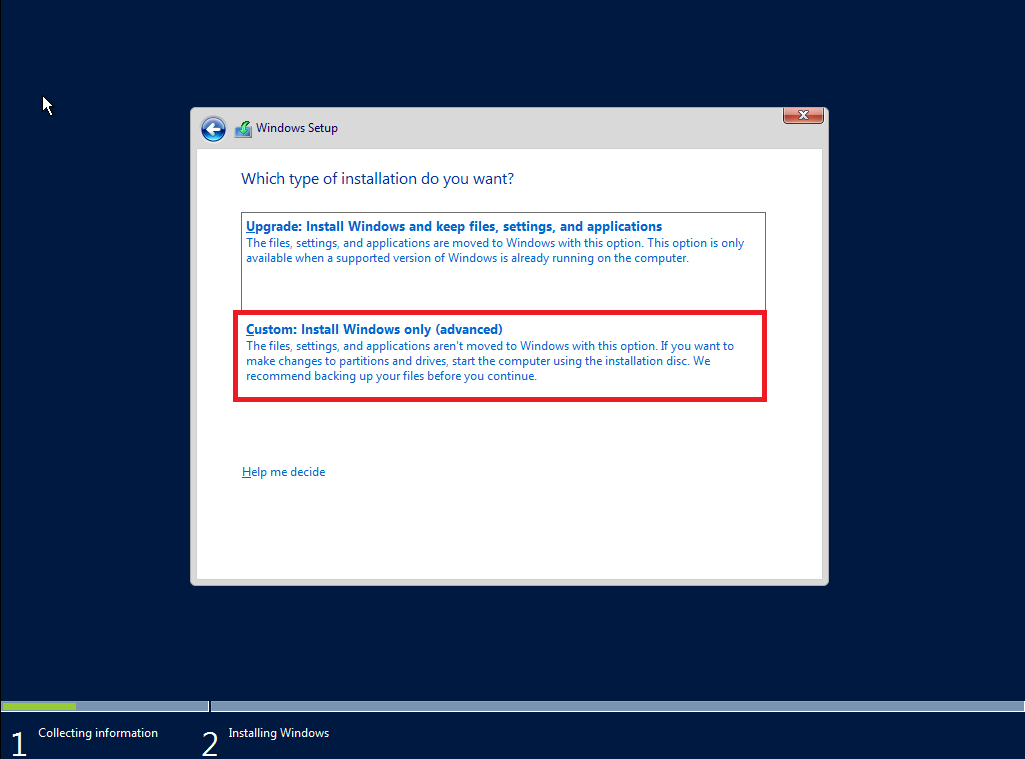 Windows Setup
Which type of installation do you want?
Upgrade: Install Windows and keep files, settings, and applications
The files, settings, and applications are moved to Windows with this option. This option is only
available when a supported version of Windows is already running on the computer.
Custom: Install Windows only (advanced)
The files, settings, and applications aren't moved to Windows with this option. If you want to
make changes to partitions and drives, start the computer using the installation disc. We
recommend backing up your files before you continue.
Help me decide
1 Collecting information
2 Installing Windows